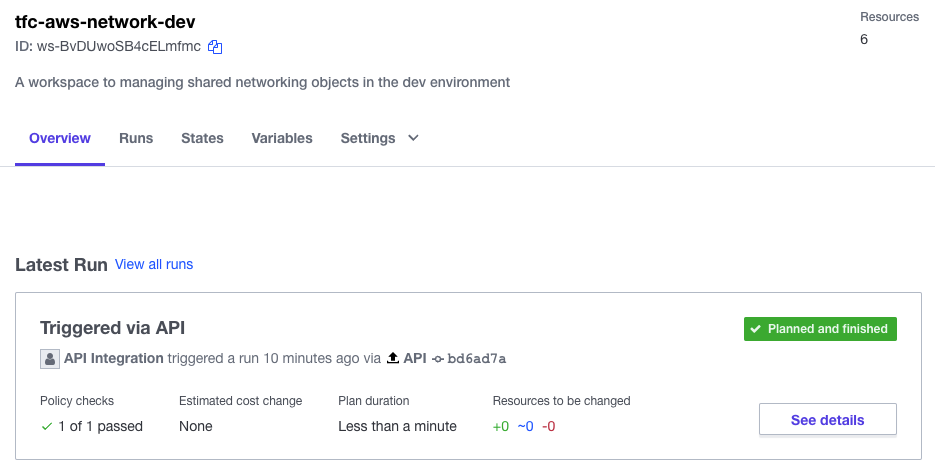 tfc-aws-network-dev
Resources
ID: ws-BvDUwoSB4cELmfmc
6
A workspace to managing shared networking objects in the dev environment
Overview Runs States Variables Settings
Latest Run View all runs
Triggered via API
Planned and finished
API Integration triggered a run 10 minutes ago via API bd6ad7a
Policy checks Estimated cost change Plan duration Resources to be changed
1 of 1 passed None Less than a minute +0 ~0 -0
See details